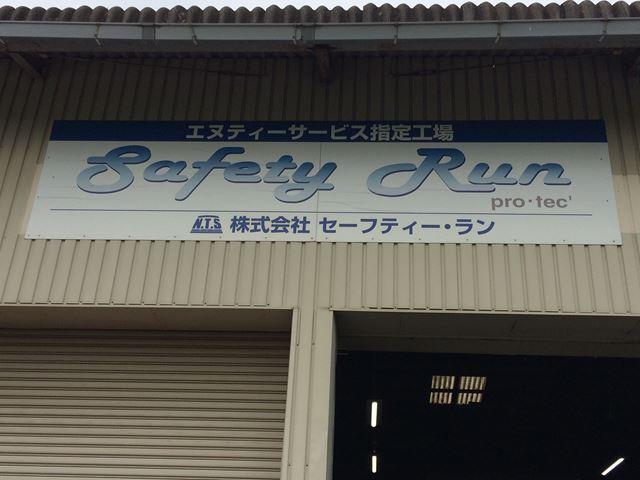 エヌティーサービス指定工場
Safety Run
pro・tec'
N.T.S 株式会社 セーフティー・ラン